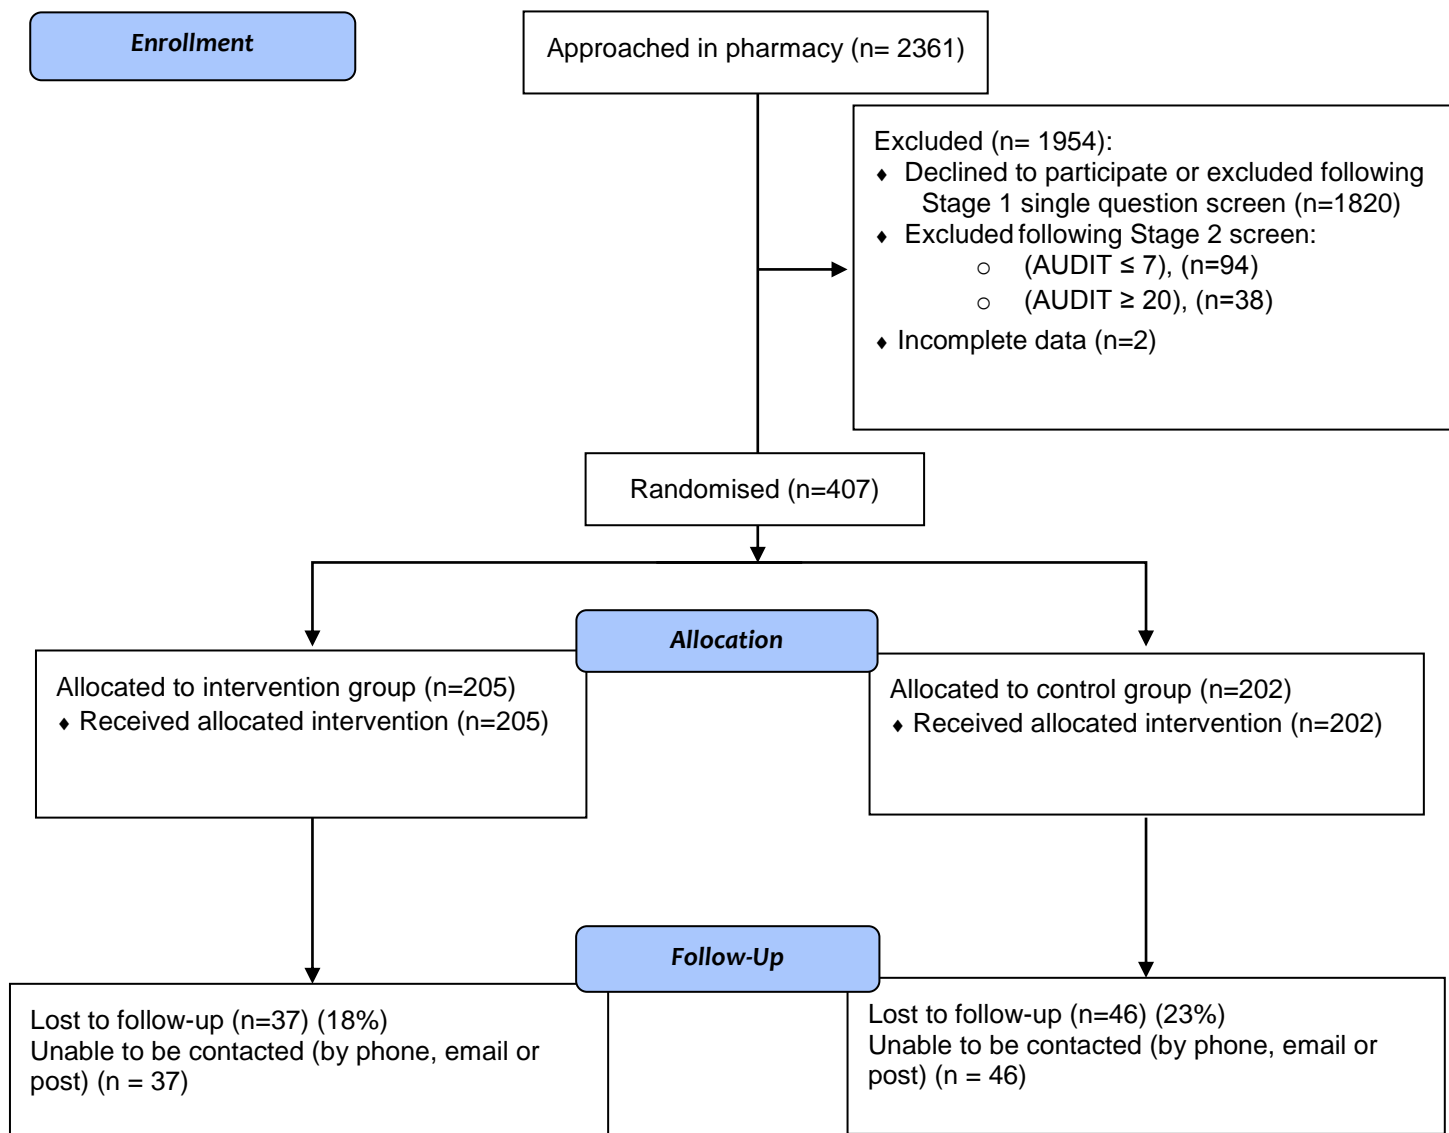 Enrollment
Approached in pharmacy (n= 2361)
Excluded (n= 1954):
♦ Declined to participate or excluded following
Stage 1 single question screen (n=1820)
♦ Excluded following Stage 2 screen:
o (AUDIT ≤ 7), (n=94)
o (AUDIT ≥ 20), (n=38)
♦ Incomplete data (n=2)
Randomised (n=407)
Allocation
Allocated to intervention group (n=205)
♦ Received allocated intervention (n=205)
Allocated to control group (n=202)
♦ Received allocated intervention (n=202)
Follow-Up
Lost to follow-up (n=37) (18%)
Unable to be contacted (by phone, email or
post) (n = 37)
Lost to follow-up (n=46) (23%)
Unable to be contacted (by phone, email or
post) (n = 46)